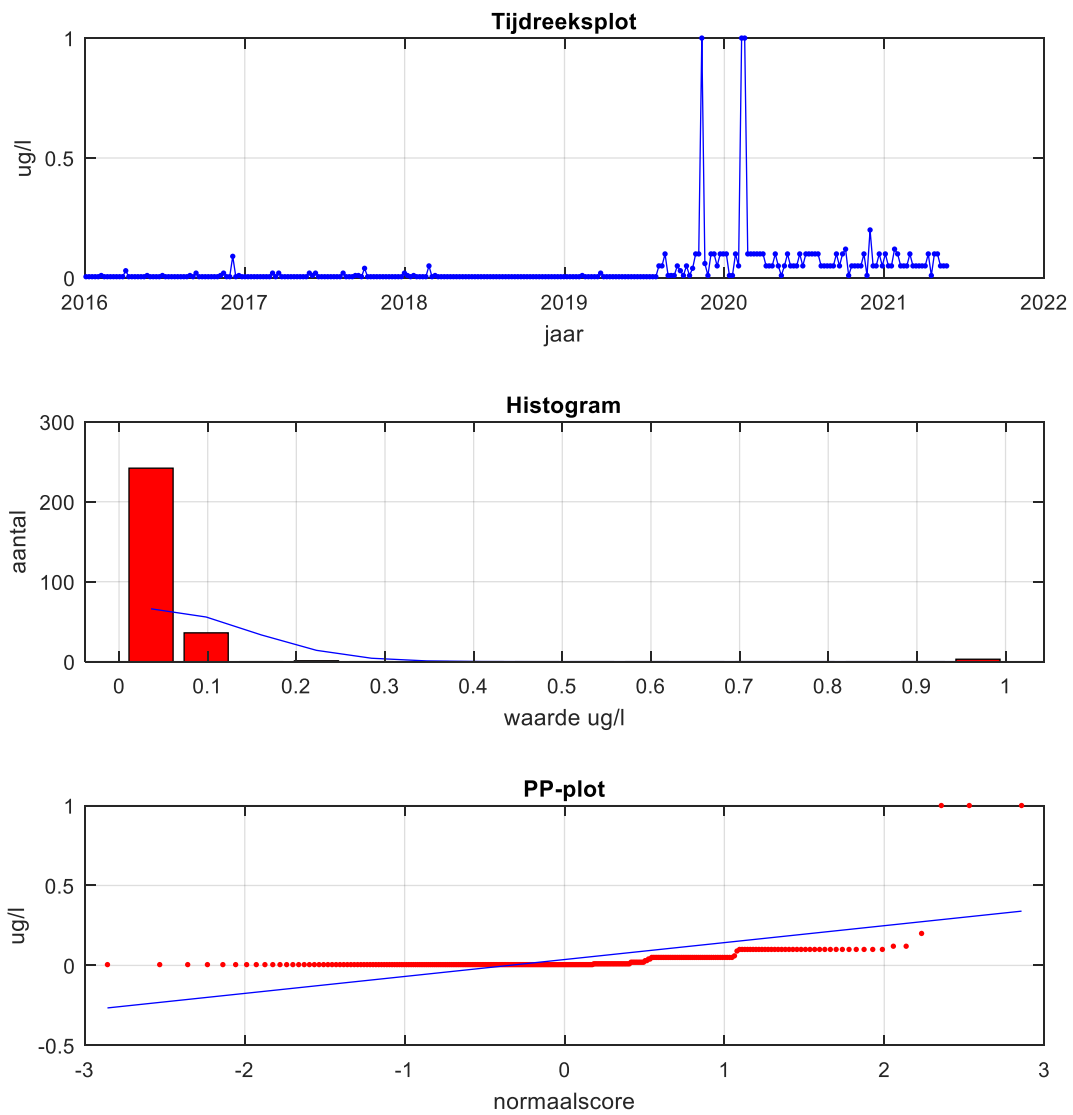 Tijdreeksplot
1
0.5
0
ug/l
2016 2017 2018 2019 2020 2021 2022
jaar
Histogram
300
200
100
0
aantal
0 0.1 0.2 0.3 0.4 0.5 0.6 0.7 0.8 0.9 1
waarde ug/l
PP-plot
1
0.5
0
-0.5
ug/l
-3 -2 -1 0 1 2 3
normaalscore